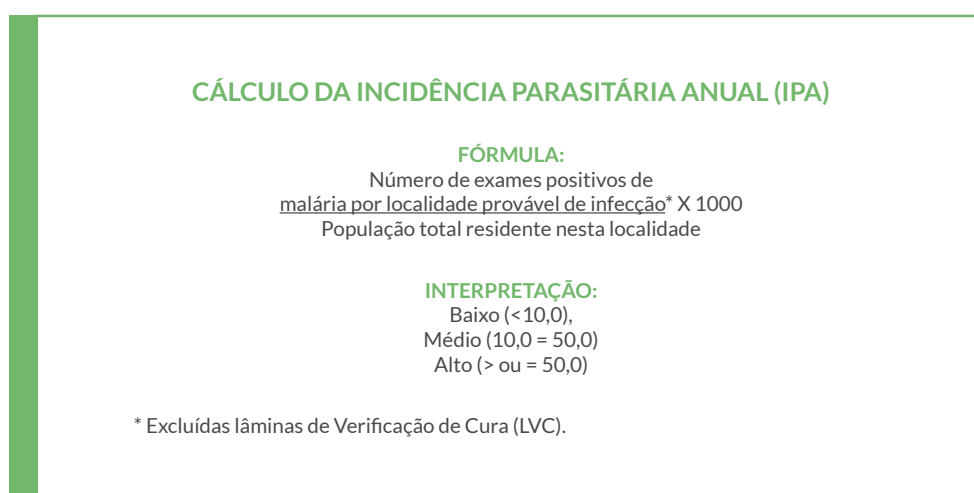 CÁLCULO DA INCIDÊNCIA PARASITÁRIA ANUAL (IPA)
FÓRMULA:
Número de exames positivos de
malária por localidade provável de infecção* X 1000
População total residente nesta localidade
INTERPRETAÇÃO:
Baixo (<10,0),
Médio (10,0 = 50,0)
Alto (> ou = 50,0)
* Excluídas lâminas de Verificação de Cura (LVC).